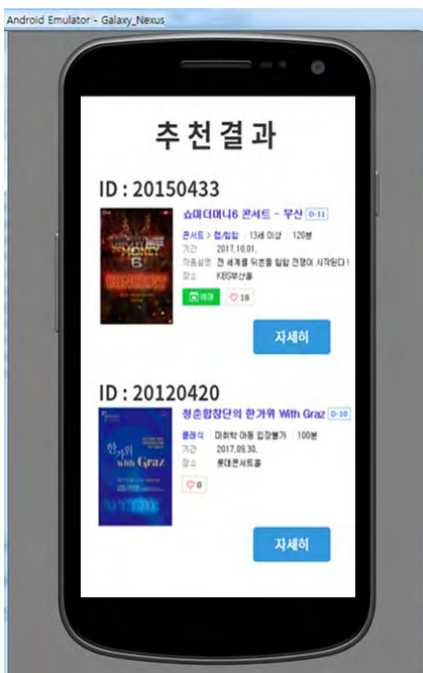 Android Emulator - Galaxy_Nexus
추천결과
ID : 20150433
쇼미더머니6 콘서트 - 부산 D-11
콘서트 > 랩/힙합 13세 이상 120분
기간 2017.10.01.
작품설명 전 세계를 뒤흔들 힙합 전쟁이 시작된다!
장소 KBS부산홀
예매 ♡ 18
자세히
ID : 20120420
청춘합창단의 한가위 With Graz D-10
클래식 미취학 아동 입장불가 100분
한가위
with Graz
기간 2017.09.30.
장소 롯데콘서트홀
♡ 0
자세히